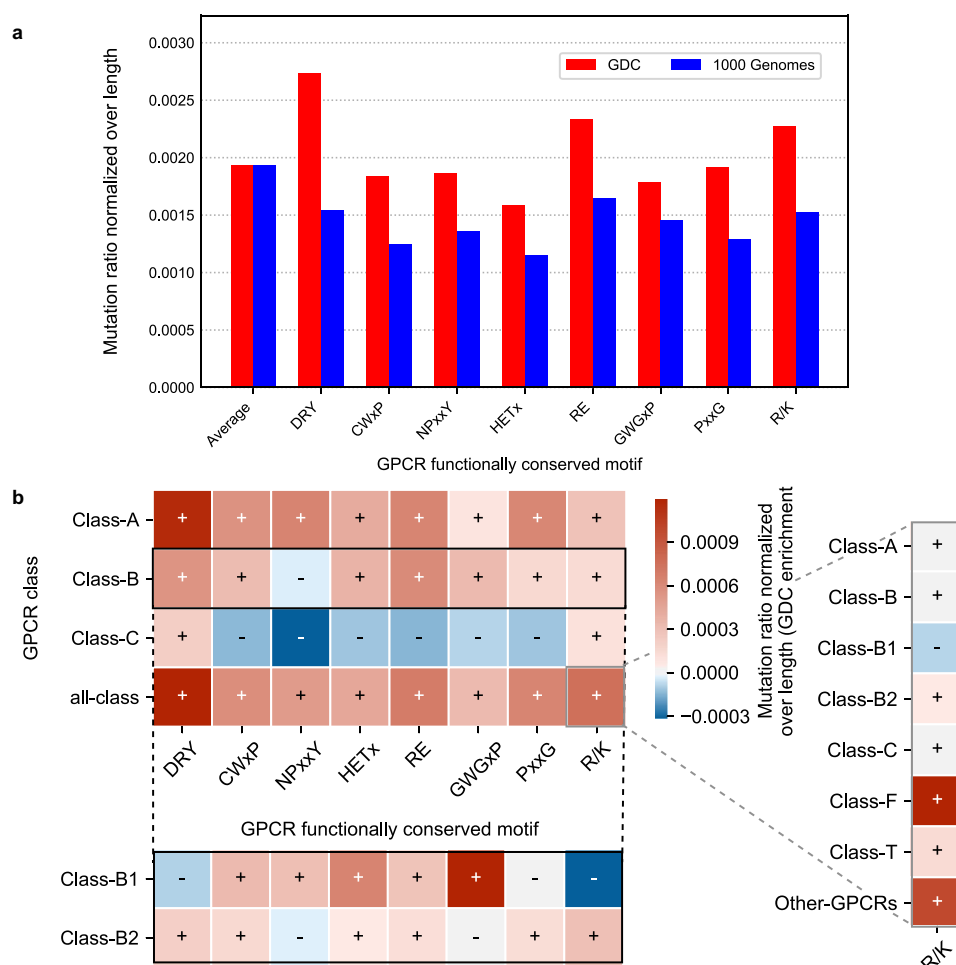 a
Mutation ratio normalized over length
0.0030
0.0025
0.0020
0.0015
0.0010
0.0005
0.0000
GDC
1000 Genomes
Average
DRY
CWxP
NPxxY
HETx
RE
GWGxP
PxxG
R/K
GPCR functionally conserved motif
b
GPCR class
Class-A + + + + + + + +
Class-B + + - + + + + +
Class-C + - - - - - - +
all-class + + + + + + + +
DRY
CWxP
NPxxY
HETx
RE
GWGxP
PxxG
R/K
GPCR functionally conserved motif
0.0009
0.0006
0.0003
0.0000
−0.0003
Mutation ratio normalized
over length (GDC enrichment
Class-B1 - + + + + + - -
Class-B2 + + - + + - + +
Class-A +
Class-B +
Class-B1 -
Class-B2 +
Class-C +
Class-F +
Class-T +
Other-GPCRs +
R/K